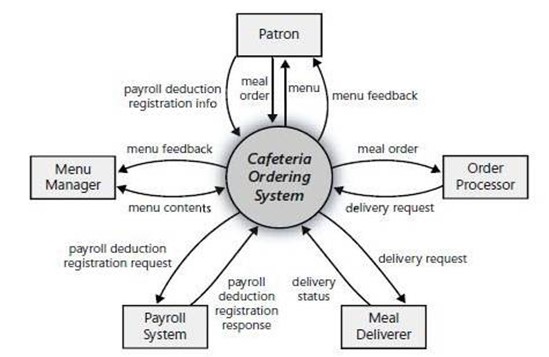 Patron
payroll deduction
registration info
meal
order
menu
menu feedback
menu feedback
Cafeteria
Ordering
System
meal order
Menu
Manager
Order
Processor
menu contents
delivery request
payroll deduction
registration request
payroll
deduction
registration
response
delivery
status
delivery request
Payroll
System
Meal
Deliverer